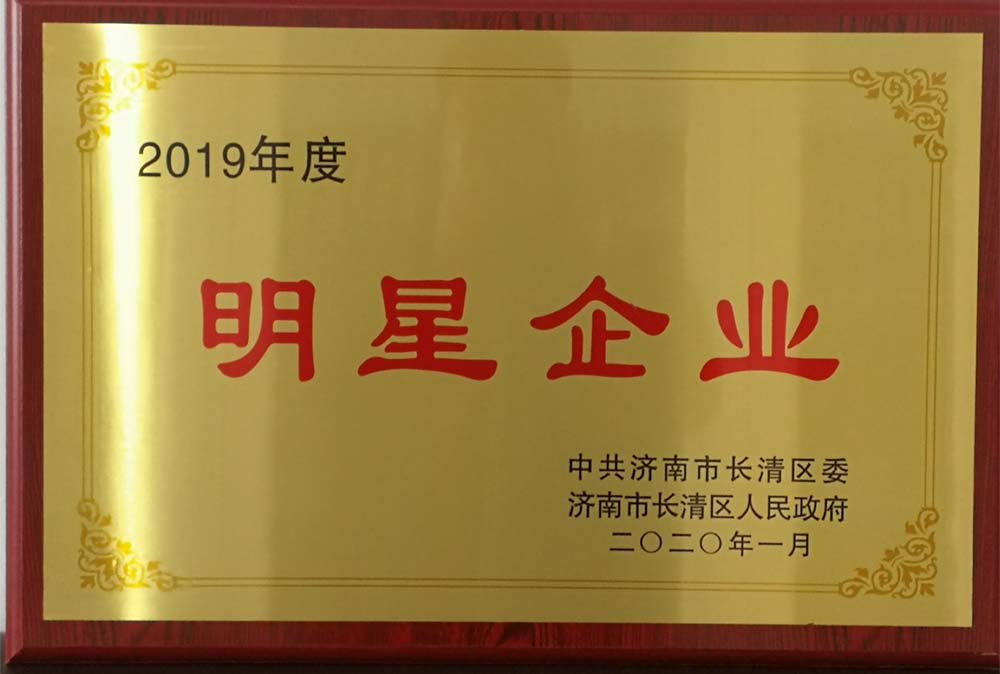 2019年度
明星企业
中共济南市长清区委
济南市长清区人民政府
二〇二〇年一月